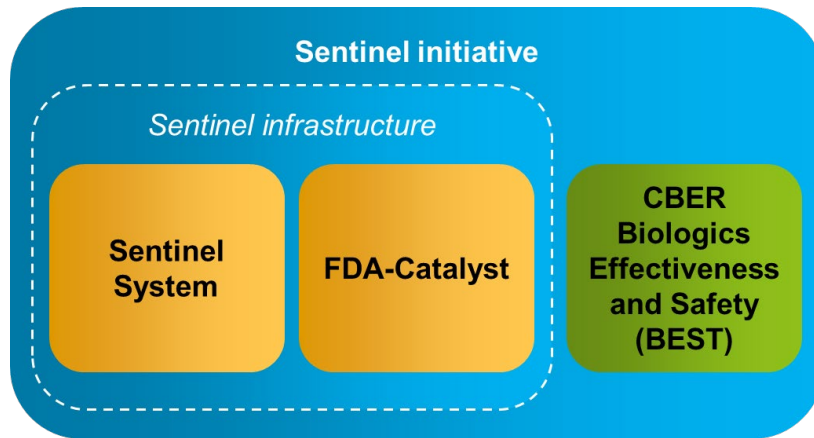 Sentinel initiative
Sentinel infrastructure
Sentinel
System
FDA-Catalyst
CBER
Biologics
Effectiveness
and Safety
(BEST)